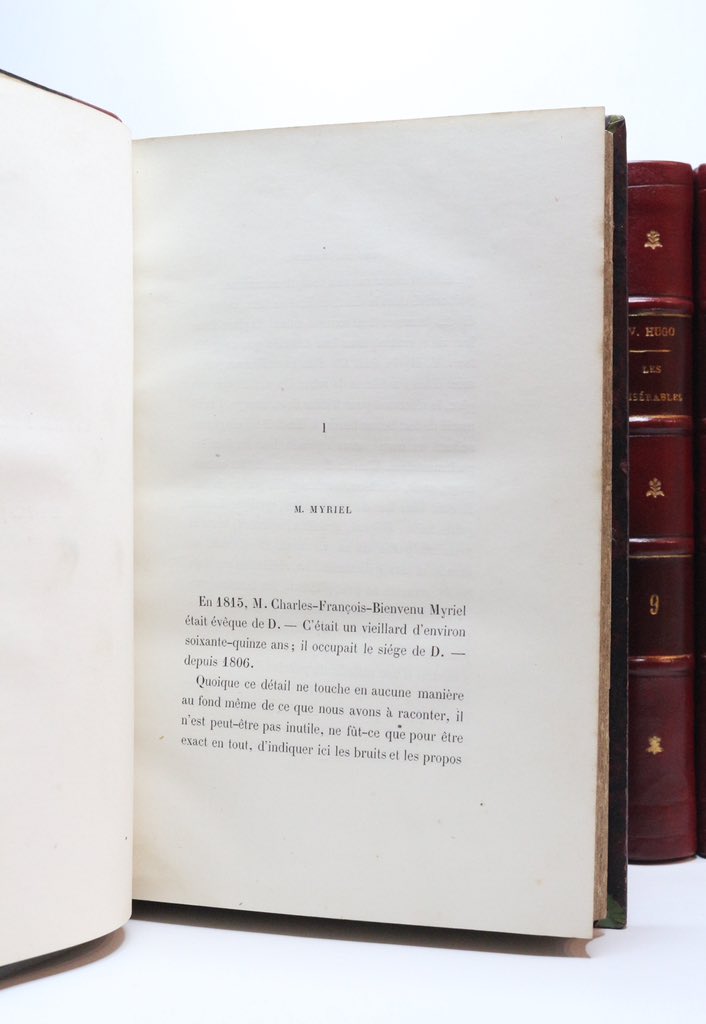 I
M. MYRIEL
En 1815, M. Charles-François-Bienvenu Myriel
était évêque de D. — C'était un vieillard d'environ
soixante-quinze ans; il occupait le siége de D. —
depuis 1806.
Quoique ce détail ne touche en aucune manière
au fond même de ce que nous avons à raconter, il
n'est peut-être pas inutile, ne fût-ce que pour être
exact en tout, d'indiquer ici les bruits et les propos
V. HUGO
LES
ISÉRABLES
9